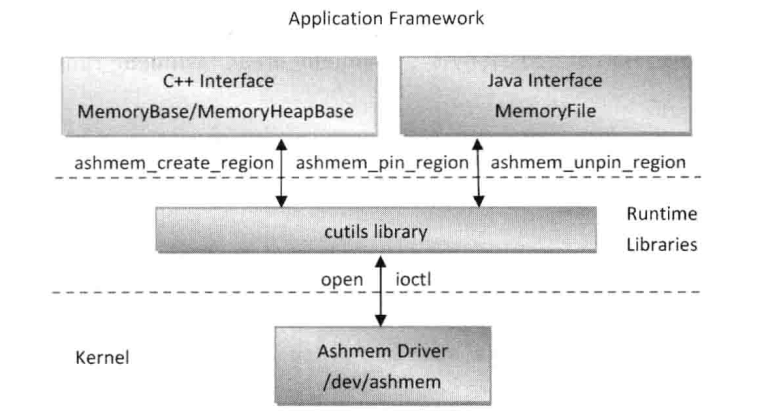 Application Framework
C++ Interface
MemoryBase/MemoryHeapBase
Java Interface
MemoryFile
ashmem_create_region
ashmem_pin_region
ashmem_unpin_region
cutils library
Runtime
Libraries
open
ioctl
Kernel
Ashmem Driver
/dev/ashmem